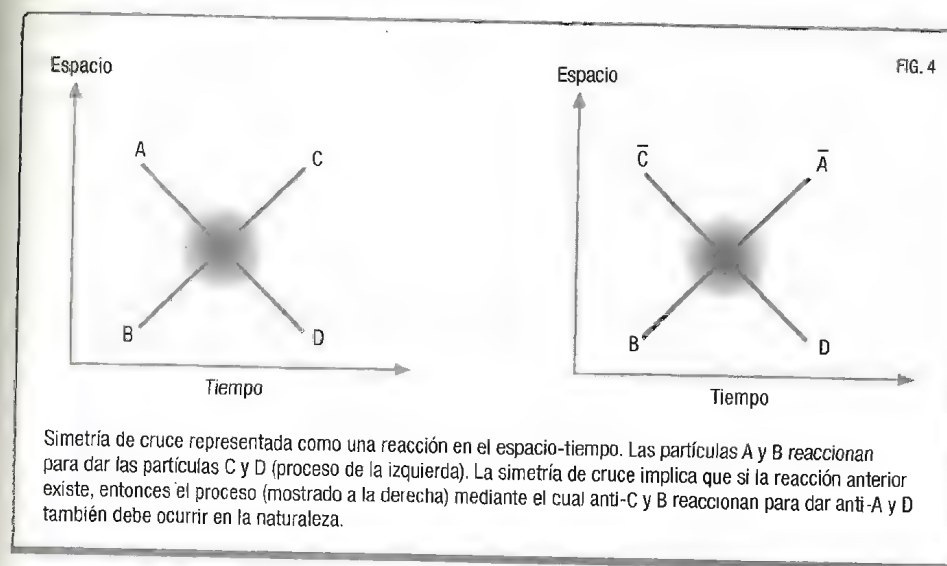 Espacio
A
C
B
D
Tiempo
Espacio
FIG. 4
C̅
A̅
B
D
Tiempo
Simetría de cruce representada como una reacción en el espacio-tiempo. Las partículas A y B reaccionan
para dar las partículas C y D (proceso de la izquierda). La simetría de cruce implica que si la reacción anterior
existe, entonces el proceso (mostrado a la derecha) mediante el cual anti-C y B reaccionan para dar anti-A y D
también debe ocurrir en la naturaleza.